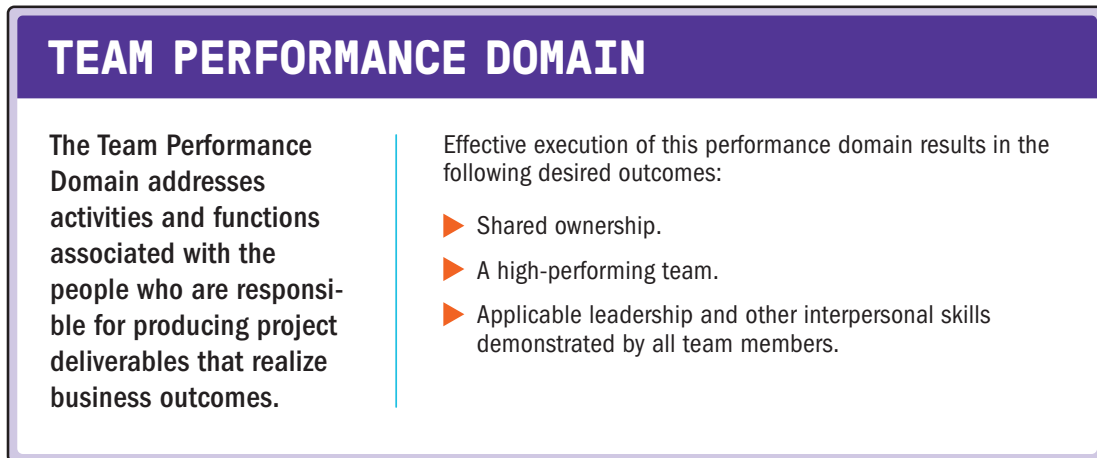 TEAM PERFORMANCE DOMAIN
The Team Performance
Domain addresses
activities and functions
associated with the
people who are responsi-
ble for producing project
deliverables that realize
business outcomes.
Effective execution of this performance domain results in the
following desired outcomes:
Shared ownership.
A high-performing team.
Applicable leadership and other interpersonal skills
demonstrated by all team members.